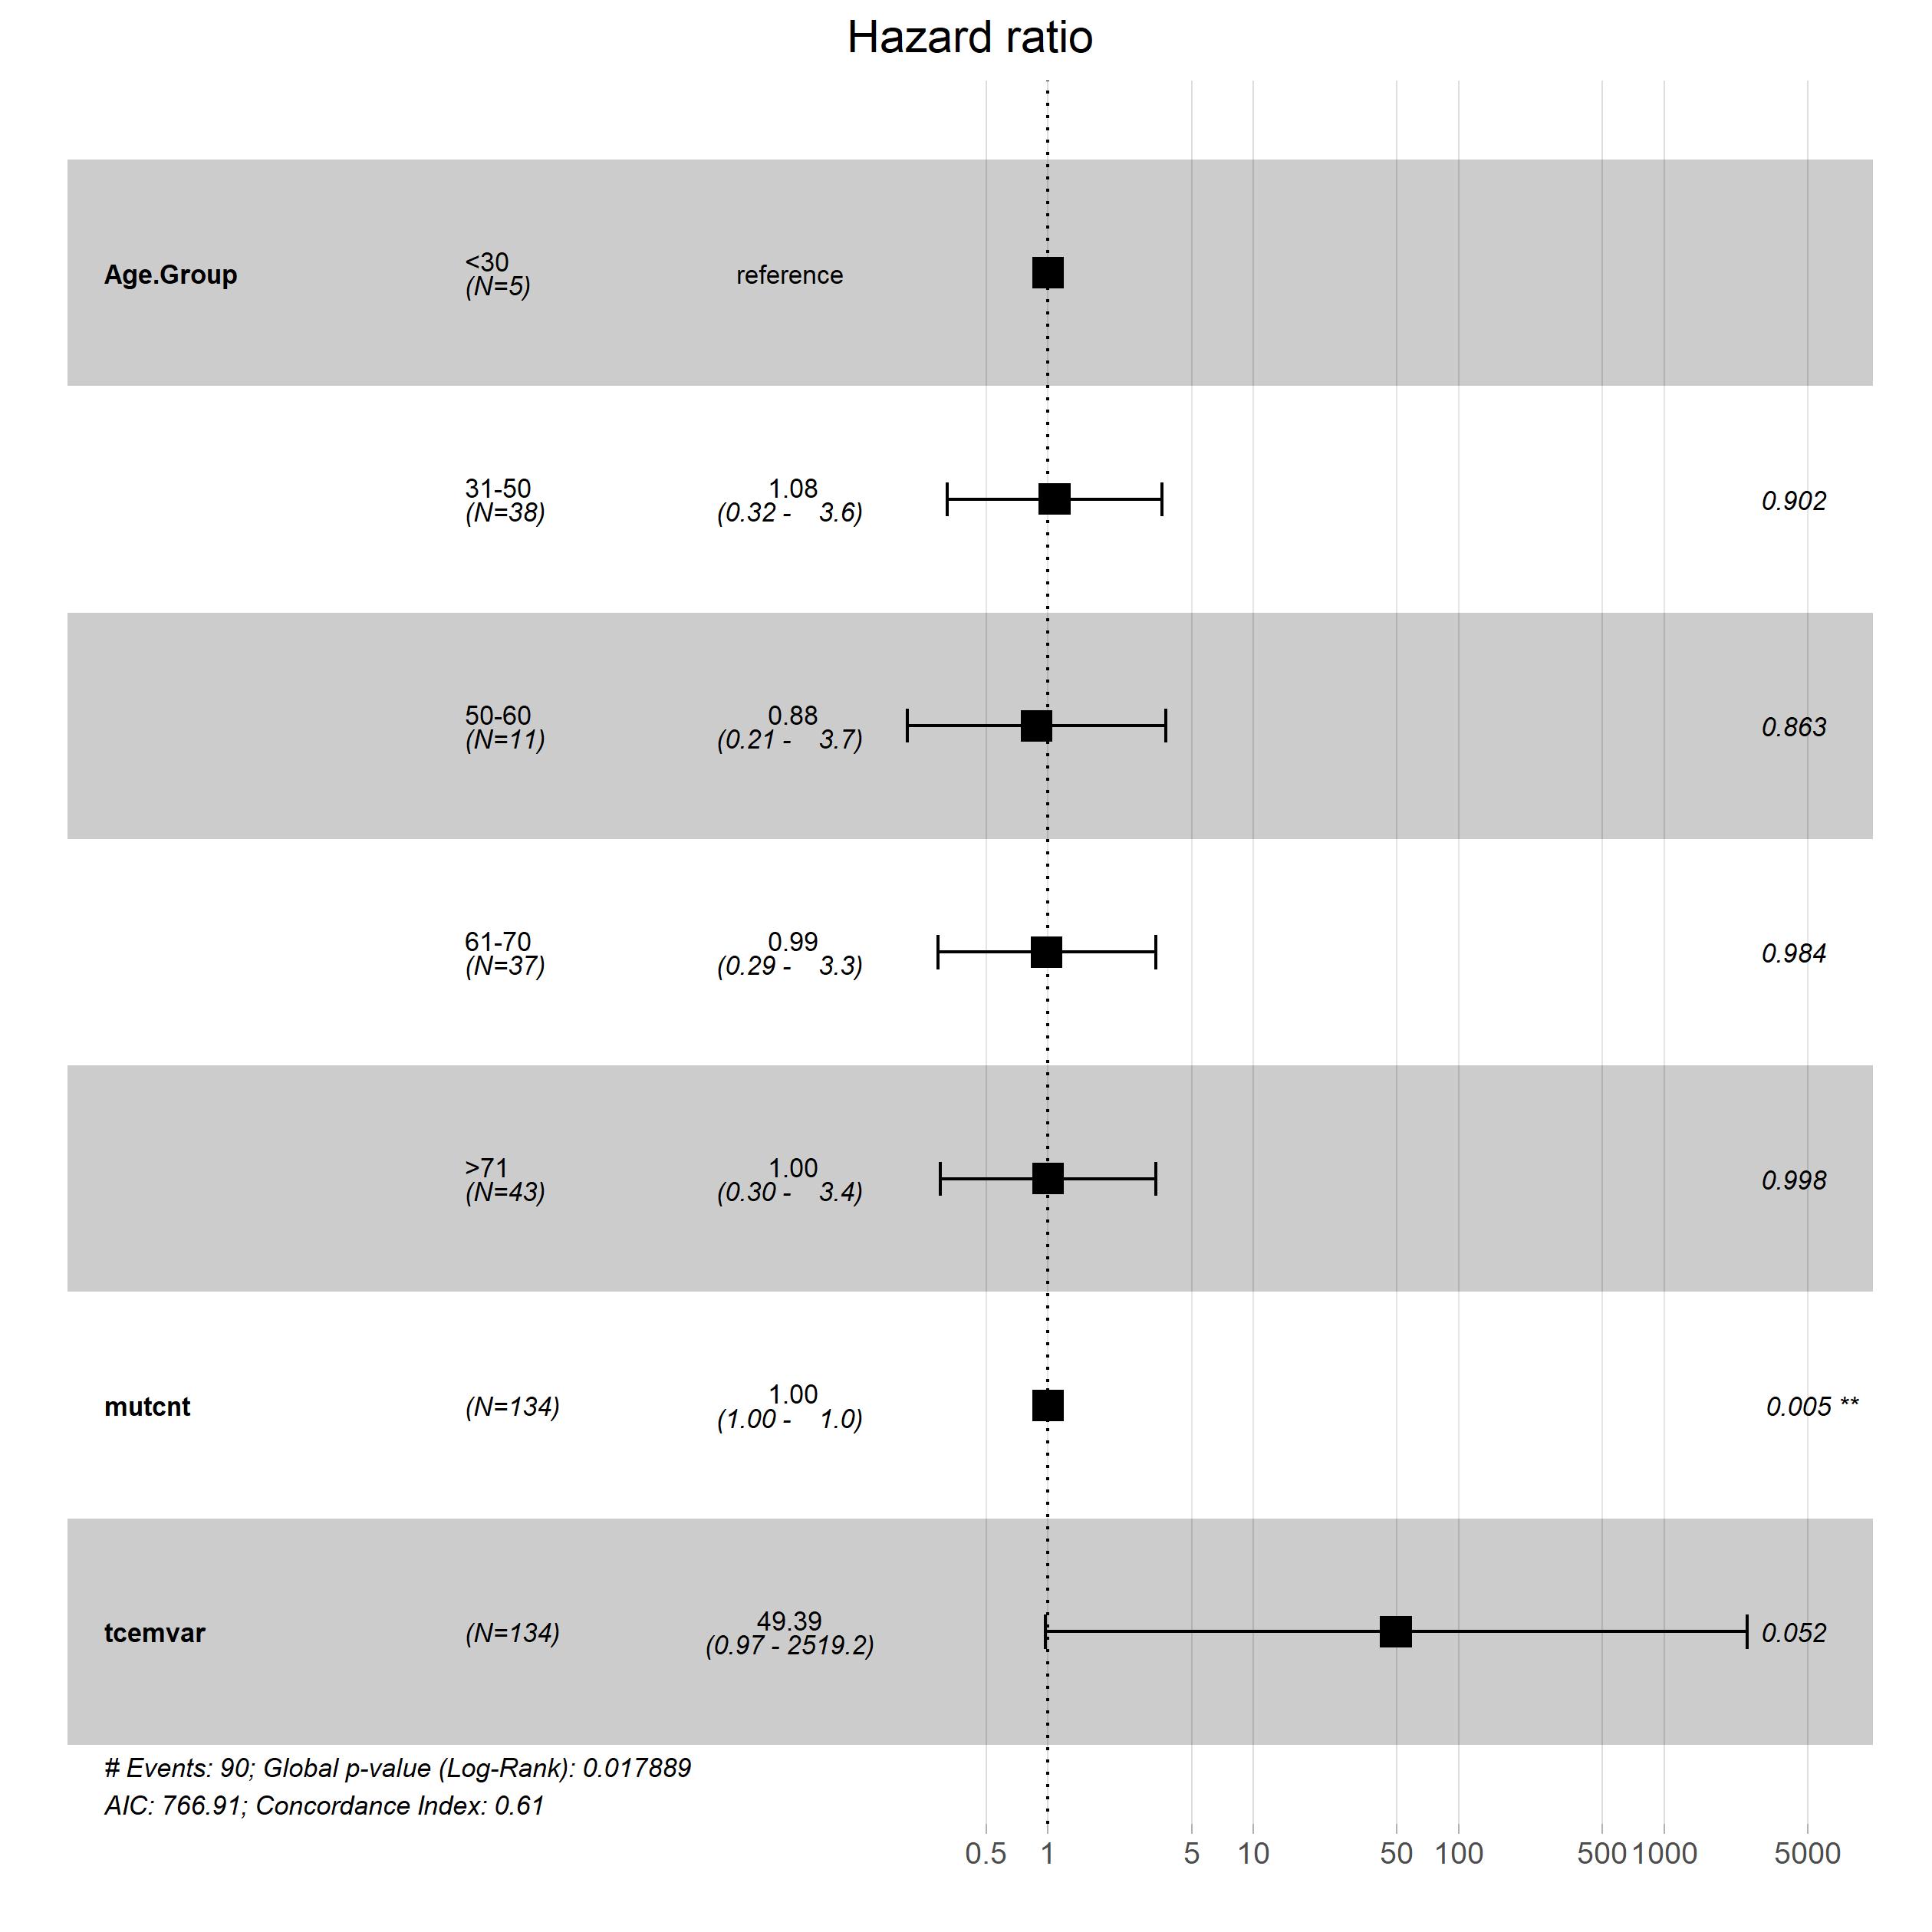 Hazard ratio
Age.Group <30 reference
(N=5)
31-50 1.08
(N=38) (0.32 - 3.6) 0.902
50-60 0.88
(N=11) (0.21 - 3.7) 0.863
61-70 0.99
(N=37) (0.29 - 3.3) 0.984
>71 1.00
(N=43) (0.30 - 3.4) 0.998
mutcnt (N=134) 1.00
(1.00 - 1.0) 0.005 **
tcemvar (N=134) 49.39
(0.97 - 2519.2) 0.052
# Events: 90; Global p-value (Log-Rank): 0.017889
AIC: 766.91; Concordance Index: 0.61
0.5 1 5 10 50 100 500 1000 5000